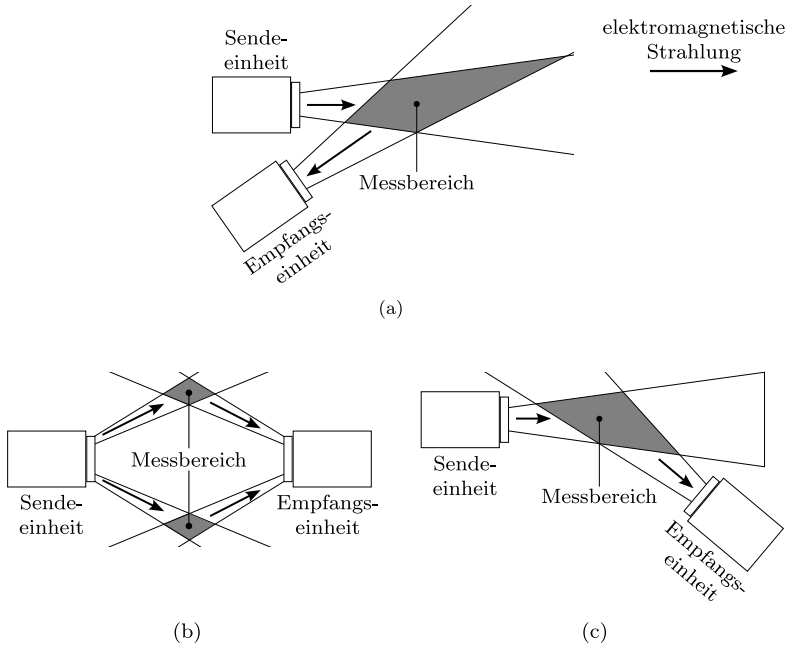 Sende-
einheit
elektromagnetische
Strahlung
Messbereich
Empfangs-
einheit
(a)
Messbereich
Sende-
einheit
Empfangs-
einheit
(b)
Sende-
einheit
Messbereich
Empfangs-
einheit
(c)